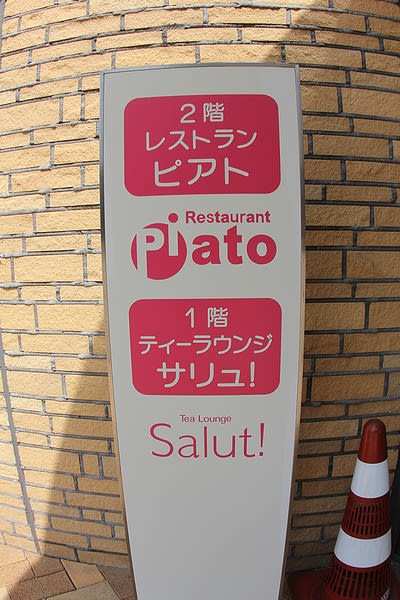 2階
レストラン
ピアト
Restaurant
Piato
1階
ティーラウンジ
サリュ!
Tea Lounge
Salut!